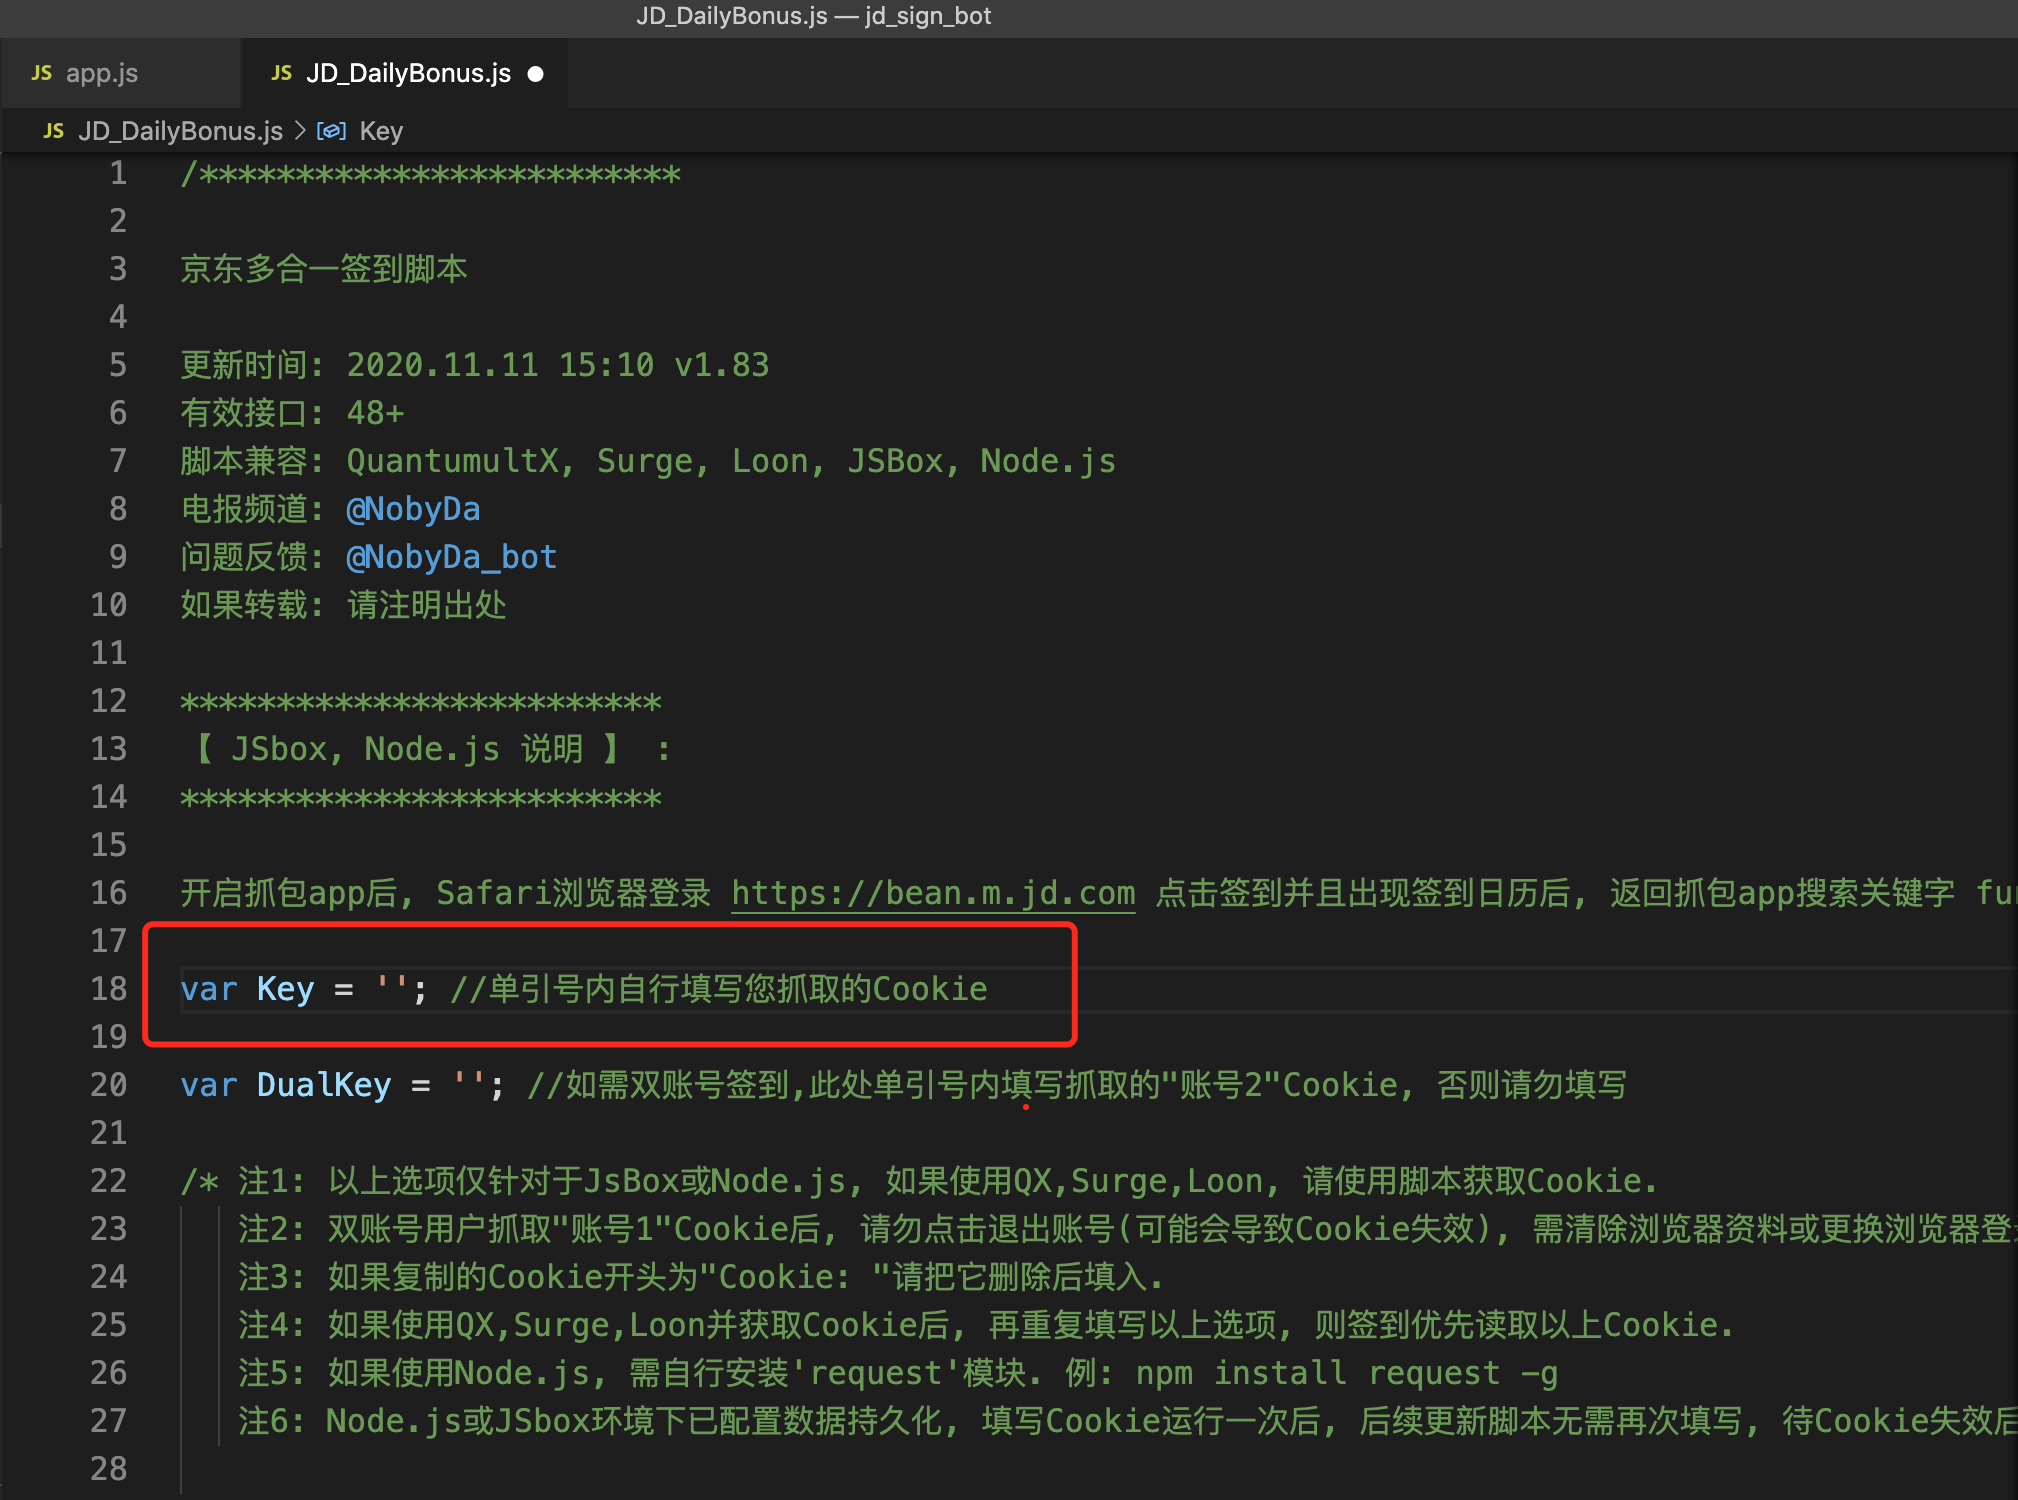 JD_DailyBonus.js — jd_sign_bot
JS app.js
JS JD_DailyBonus.js
JS JD_DailyBonus.js > Key
1 /*************************
2
3 京东多合一签到脚本
4
5 更新时间: 2020.11.11 15:10 v1.83
6 有效接口: 48+
7 脚本兼容: QuantumultX, Surge, Loon, JSBox, Node.js
8 电报频道: @NobyDa
9 问题反馈: @NobyDa_bot
10 如果转载: 请注明出处
11
12 *************************
13 【 JSbox, Node.js 说明 】 :
14 *************************
15
16 开启抓包app后, Safari浏览器登录 https://bean.m.jd.com 点击签到并且出现签到日历后, 返回抓包app搜索关键字
17
18 var Key = ''; //单引号内自行填写您抓取的Cookie
19
20 var DualKey = ''; //如需双账号签到,此处单引号内填写抓取的"账号2"Cookie, 否则请勿填写
21
22 /* 注1: 以上选项仅针对于JsBox或Node.js, 如果使用QX,Surge,Loon, 请使用脚本获取Cookie.
23 注2: 双账号用户抓取"账号1"Cookie后, 请勿点击退出账号(可能会导致Cookie失效), 需清除浏览器资料或更换浏览器登
24 注3: 如果复制的Cookie开头为"Cookie: "请把它删除后填入.
25 注4: 如果使用QX,Surge,Loon并获取Cookie后, 再重复填写以上选项, 则签到优先读取以上Cookie.
26 注5: 如果使用Node.js, 需自行安装'request'模块. 例: npm install request -g
27 注6: Node.js或JSbox环境下已配置数据持久化, 填写Cookie运行一次后, 后续更新脚本无需再次填写, 待Cookie失效后
28